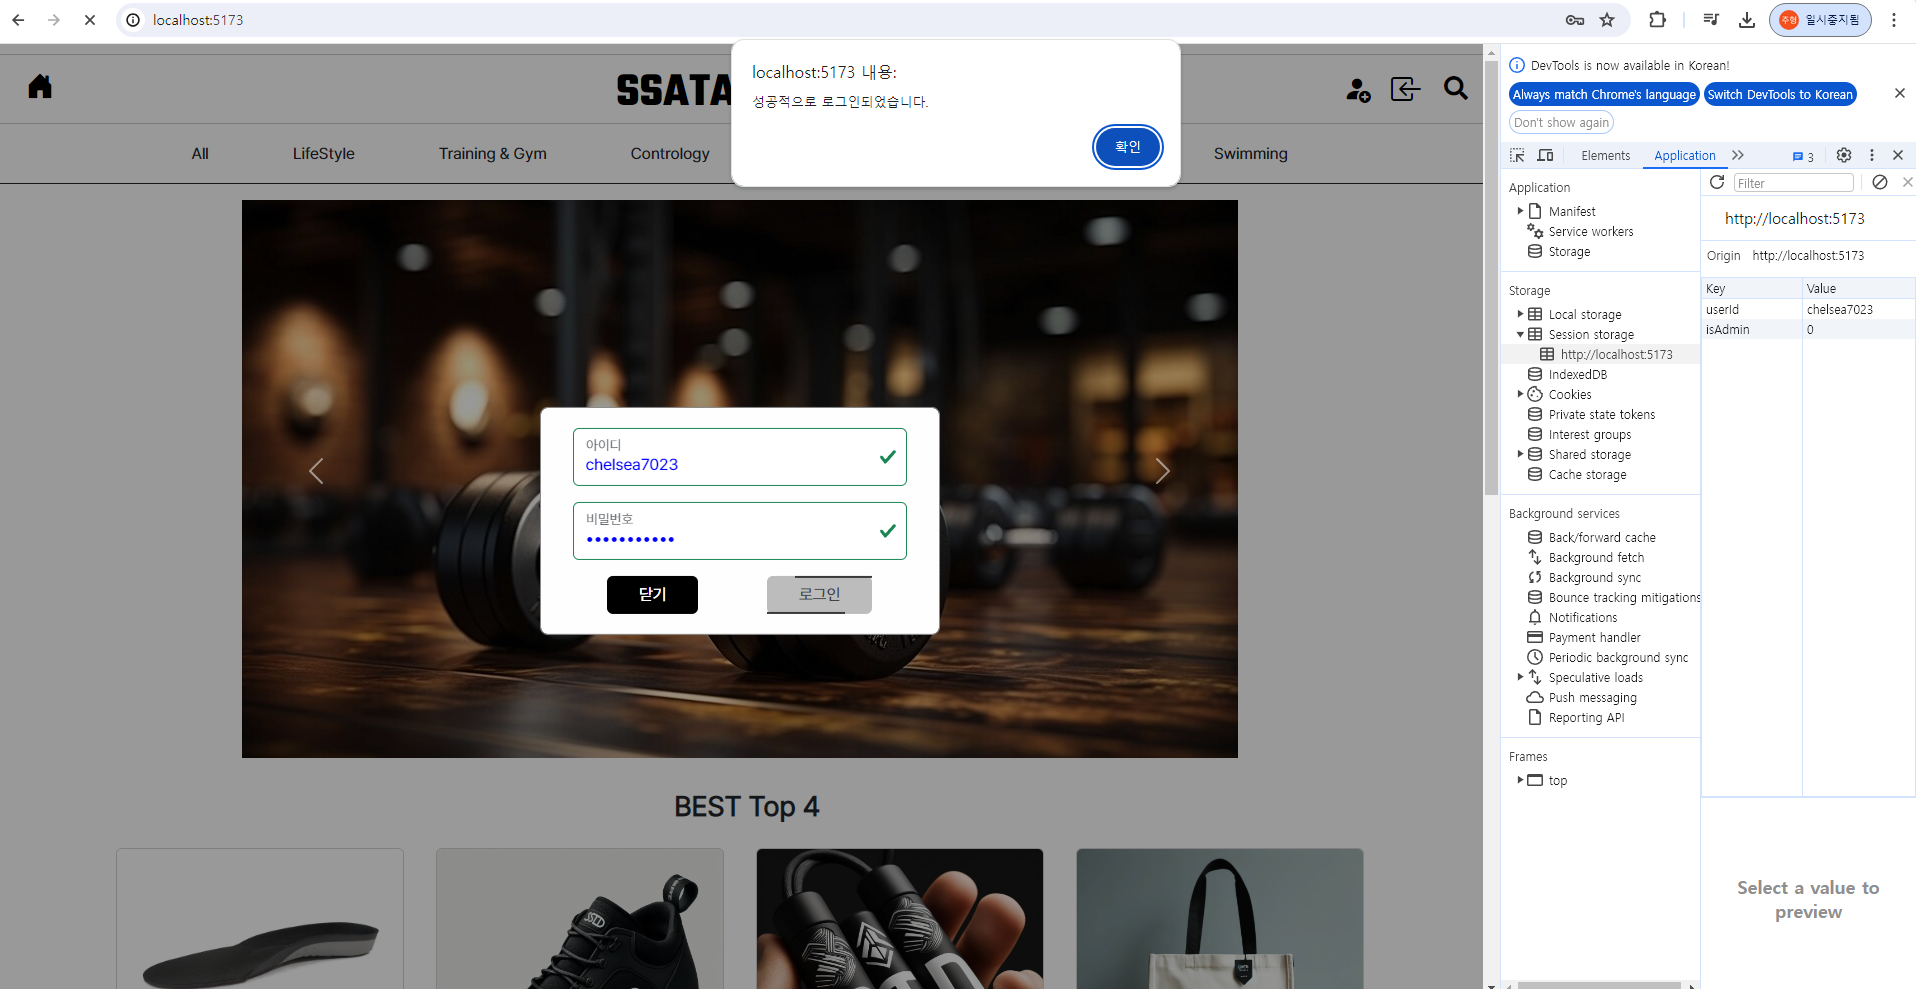 localhost:5173
주형 일시중지됨
localhost:5173 내용:
성공적으로 로그인되었습니다.
확인
SSATA
All LifeStyle Training & Gym Contrology Swimming
아이디
chelsea7023
비밀번호
•••••••••••
닫기 로그인
BEST Top 4
SSTD
DevTools is now available in Korean!
Always match Chrome's language Switch DevTools to Korean
Don't show again
Elements Application 3
Filter
Application
Manifest
Service workers
Storage
Storage
Local storage
Session storage
http://localhost:5173
IndexedDB
Cookies
Private state tokens
Interest groups
Shared storage
Cache storage
Background services
Back/forward cache
Background fetch
Background sync
Bounce tracking mitigations
Notifications
Payment handler
Periodic background sync
Speculative loads
Push messaging
Reporting API
Frames
top
http://localhost:5173
Origin http://localhost:5173
Key Value
userId chelsea7023
isAdmin 0
Select a value to
preview